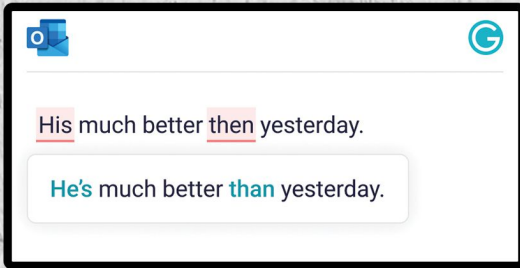 O
G
His much better then yesterday.
He's much better than yesterday.